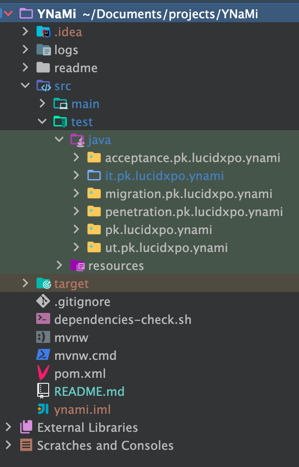 YNaMi ~/Documents/projects/YNaMi
.idea
logs
readme
src
main
test
java
acceptance.pk.lucidxpo.ynami
it.pk.lucidxpo.ynami
migration.pk.lucidxpo.ynami
penetration.pk.lucidxpo.ynami
pk.lucidxpo.ynami
ut.pk.lucidxpo.ynami
resources
target
.gitignore
dependencies-check.sh
mvnw
mvnw.cmd
pom.xml
README.md
ynami.iml
External Libraries
Scratches and Consoles